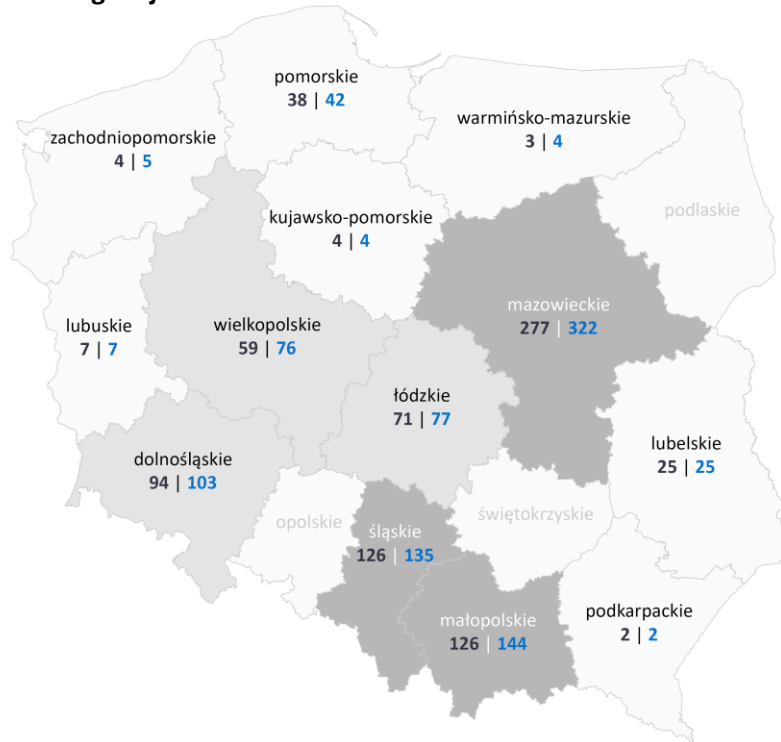 pomorskie
38 | 42
warmińsko-mazurskie
3 | 4
zachodniopomorskie
4 | 5
podlaskie
kujawsko-pomorskie
4 | 4
mazowieckie
277 | 322
lubuskie
7 | 7
wielkopolskie
59 | 76
łódzkie
71 | 77
lubelskie
25 | 25
dolnośląskie
94 | 103
opolskie
świętokrzyskie
śląskie
126 | 135
małopolskie
126 | 144
podkarpackie
2 | 2